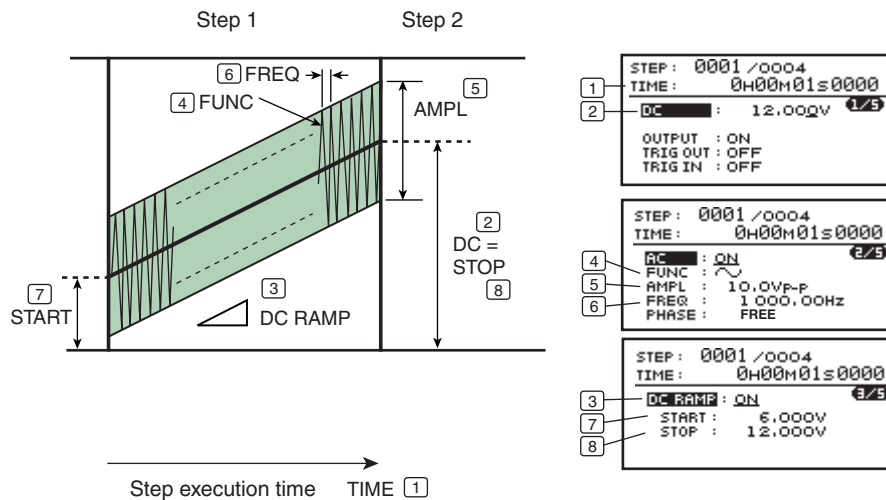 Step 1
Step 2
6 FREQ
4 FUNC
5
AMPL
2
DC =
STOP
8
7
START
3
DC RAMP
Step execution time TIME 1
STEP: 0001/0004
1 TIME: 0H00M01S0000
2 DC : 12.000V 1/5
OUTPUT : ON
TRIG OUT : OFF
TRIG IN : OFF
STEP: 0001/0004
TIME: 0H00M01S0000
2/5
AC : ON
4 FUNC :
5 AMPL : 10.0Vp-p
6 FREQ : 1000.00Hz
PHASE : FREE
STEP: 0001/0004
TIME: 0H00M01S0000
3/5
3 DC RAMP : ON
7 START : 6.000V
8 STOP : 12.000V